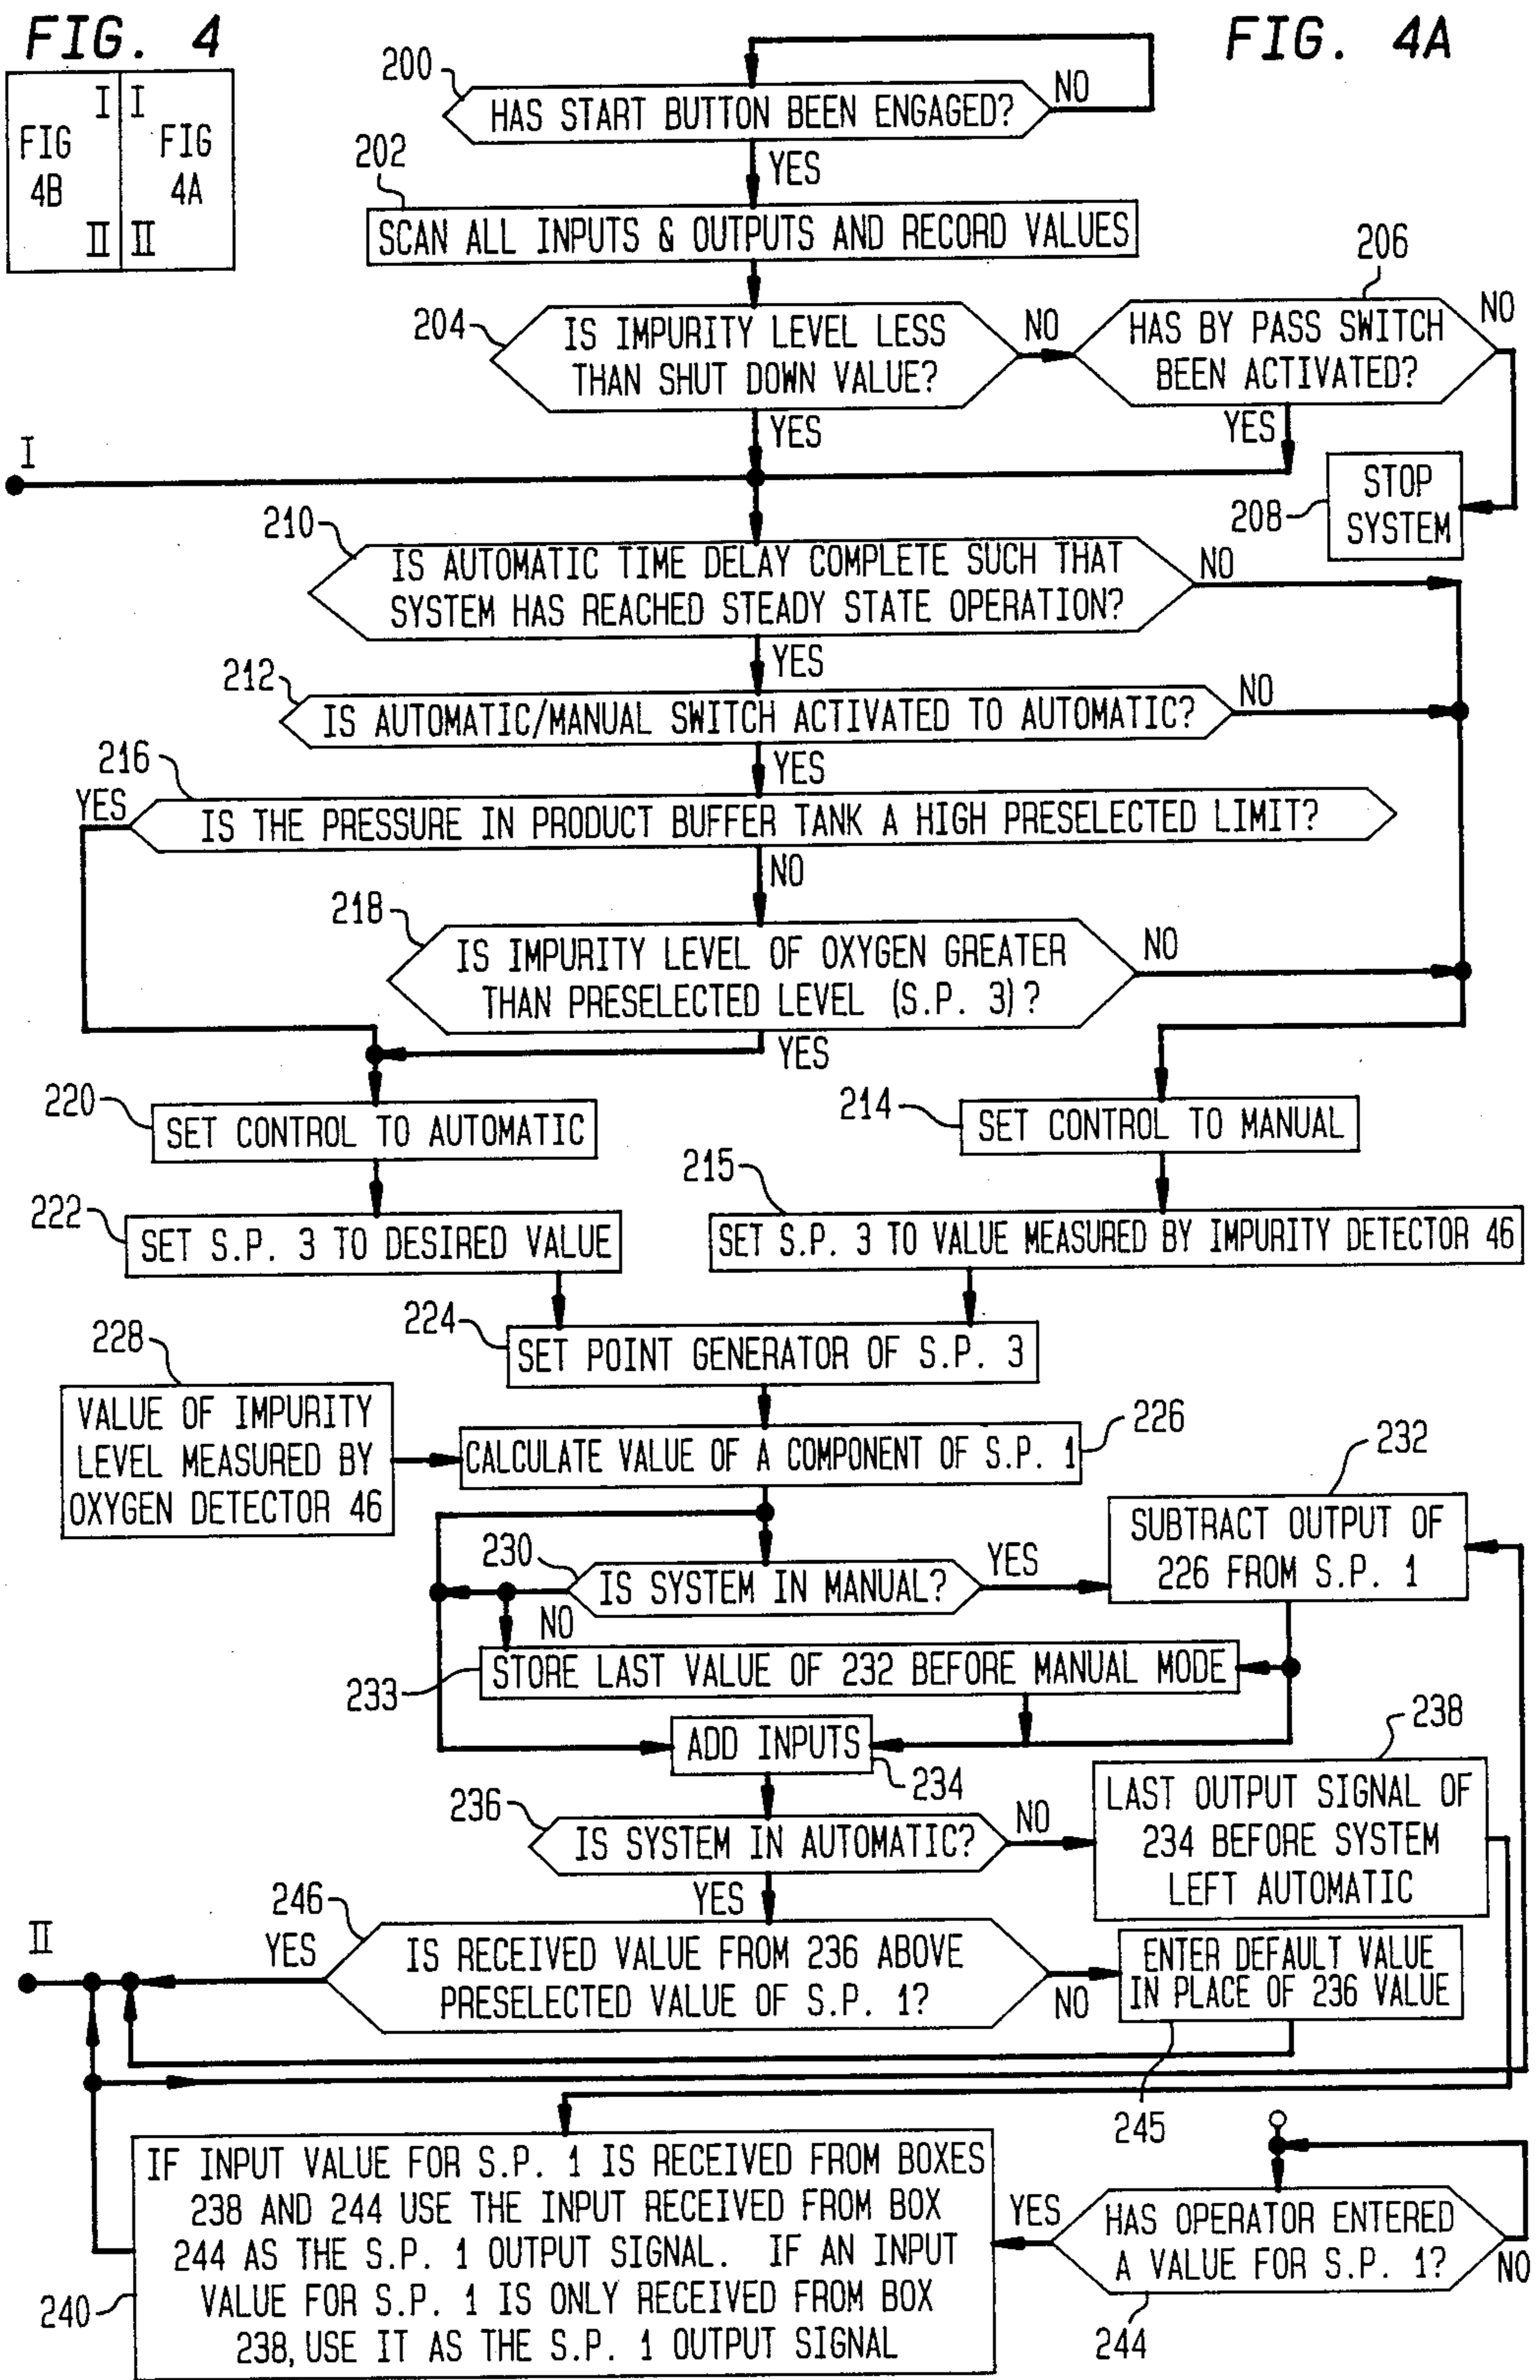 FIG. 4
FIG. 4A
I I
FIG 4B
FIG 4A
II II
200
HAS START BUTTON BEEN ENGAGED?
NO
YES
202
SCAN ALL INPUTS & OUTPUTS AND RECORD VALUES
204
IS IMPURITY LEVEL LESS
THAN SHUT DOWN VALUE?
NO
YES
206
HAS BY PASS SWITCH
BEEN ACTIVATED?
NO
YES
I
208
STOP
SYSTEM
210
IS AUTOMATIC TIME DELAY COMPLETE SUCH THAT
SYSTEM HAS REACHED STEADY STATE OPERATION?
NO
YES
212
IS AUTOMATIC/MANUAL SWITCH ACTIVATED TO AUTOMATIC?
NO
YES
216
YES
IS THE PRESSURE IN PRODUCT BUFFER TANK A HIGH PRESELECTED LIMIT?
NO
218
IS IMPURITY LEVEL OF OXYGEN GREATER
THAN PRESELECTED LEVEL (S.P. 3)?
NO
YES
220
SET CONTROL TO AUTOMATIC
214
SET CONTROL TO MANUAL
222
SET S.P. 3 TO DESIRED VALUE
215
SET S.P. 3 TO VALUE MEASURED BY IMPURITY DETECTOR 46
224
SET POINT GENERATOR OF S.P. 3
228
VALUE OF IMPURITY
LEVEL MEASURED BY
OXYGEN DETECTOR 46
CALCULATE VALUE OF A COMPONENT OF S.P. 1
226
232
SUBTRACT OUTPUT OF
226 FROM S.P. 1
230
IS SYSTEM IN MANUAL?
YES
NO
233
STORE LAST VALUE OF 232 BEFORE MANUAL MODE
ADD INPUTS
234
238
LAST OUTPUT SIGNAL OF
234 BEFORE SYSTEM
LEFT AUTOMATIC
236
IS SYSTEM IN AUTOMATIC?
NO
YES
II
246
YES
IS RECEIVED VALUE FROM 236 ABOVE
PRESELECTED VALUE OF S.P. 1?
NO
ENTER DEFAULT VALUE
IN PLACE OF 236 VALUE
245
240
IF INPUT VALUE FOR S.P. 1 IS RECEIVED FROM BOXES
238 AND 244 USE THE INPUT RECEIVED FROM BOX
244 AS THE S.P. 1 OUTPUT SIGNAL. IF AN INPUT
VALUE FOR S.P. 1 IS ONLY RECEIVED FROM BOX
238, USE IT AS THE S.P. 1 OUTPUT SIGNAL
YES
HAS OPERATOR ENTERED
A VALUE FOR S.P. 1?
NO
244